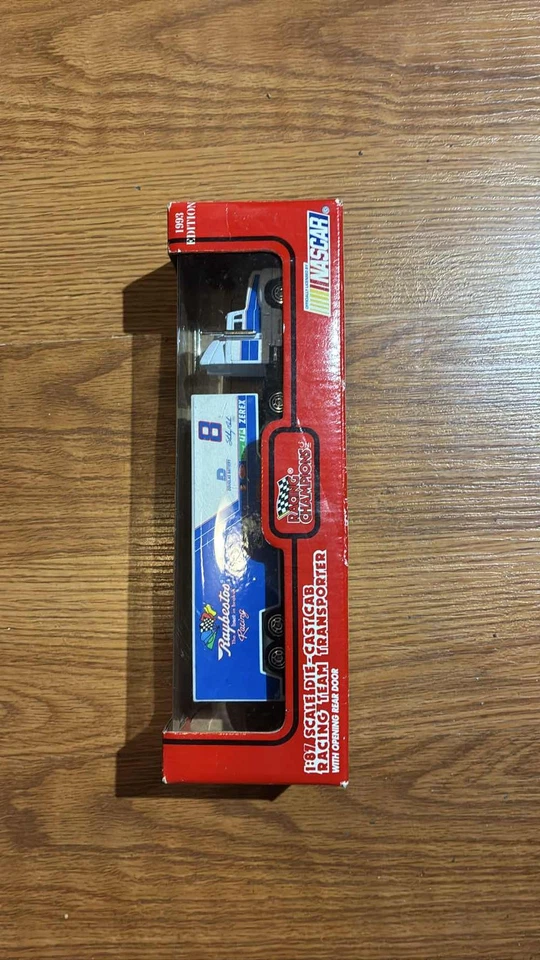 1993
EDITION
NASCAR
8
ZEREX
Raybestos
Racing
RACING
CHAMPIONS
1:87 SCALE DIE-CAST CAB
RACING TEAM TRANSPORTER
WITH OPENING REAR DOOR